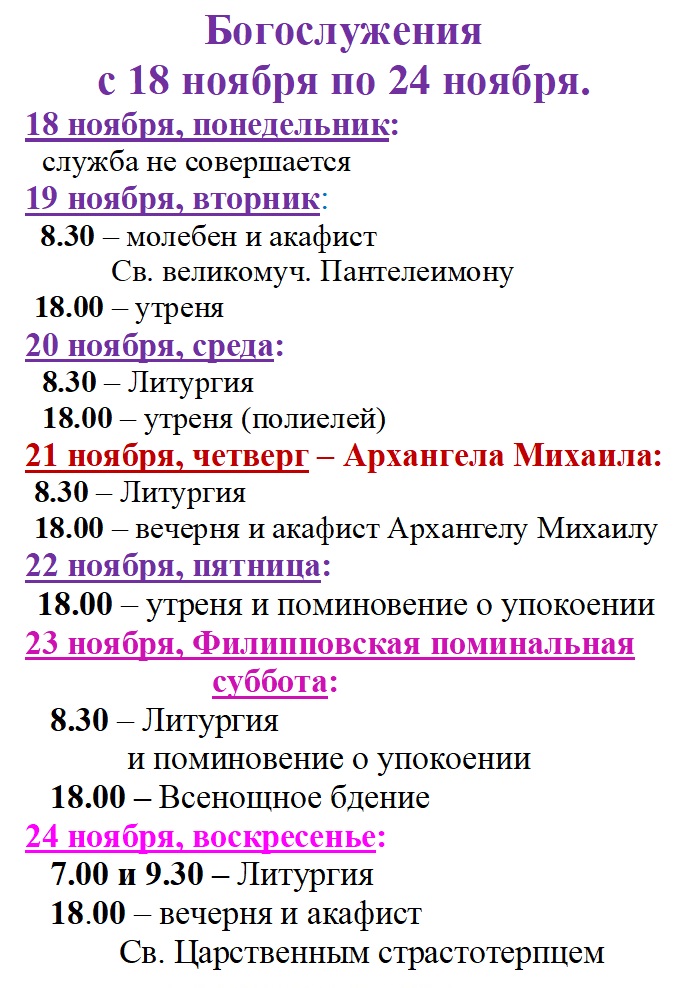 Богослужения
с 18 ноября по 24 ноября.
18 ноября, понедельник:
служба не совершается
19 ноября, вторник:
8.30 – молебен и акафист
Св. великомуч. Пантелеимону
18.00 – утреня
20 ноября, среда:
8.30 – Литургия
18.00 – утреня (полиелей)
21 ноября, четверг – Архангела Михаила:
8.30 – Литургия
18.00 – вечерня и акафист Архангелу Михаилу
22 ноября, пятница:
18.00 – утреня и поминовение о упокоении
23 ноября, Филипповская поминальная
суббота:
8.30 – Литургия
и поминовение о упокоении
18.00 – Всенощное бдение
24 ноября, воскресенье:
7.00 и 9.30 – Литургия
18.00 – вечерня и акафист
Св. Царственным страстотерпцем